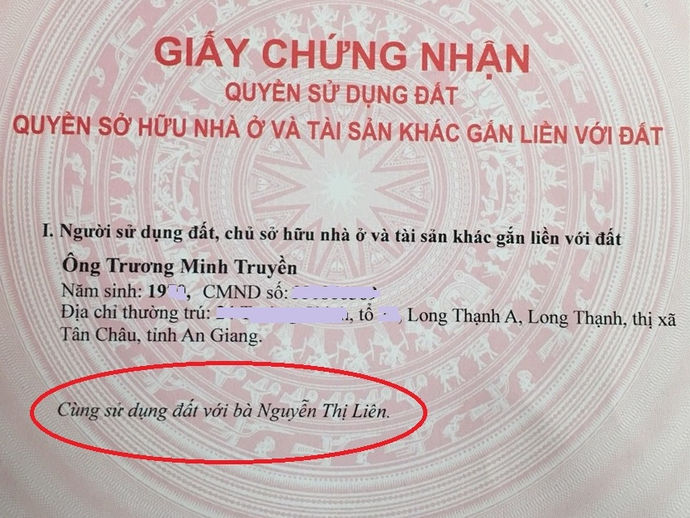 GIẤY CHỨNG NHẬN
QUYỀN SỬ DỤNG ĐẤT
QUYỀN SỞ HỮU NHÀ Ở VÀ TÀI SẢN KHÁC GẮN LIỀN VỚI ĐẤT
I. Người sử dụng đất, chủ sở hữu nhà ở và tài sản khác gắn liền với đất
Ông Trương Minh Truyền
Năm sinh: 19, CMND số:
Địa chỉ thường trú: , tổ , Long Thạnh A, Long Thạnh, thị xã
Tân Châu, tỉnh An Giang.
Cùng sử dụng đất với bà Nguyễn Thị Liên.